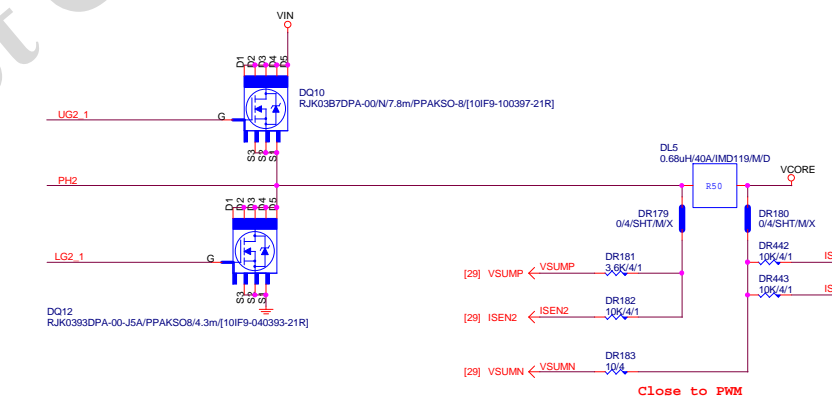 VIN
D1
D2
D3
D4
D5
DQ10
RJK03B7DPA-00/N/7.8m/PPAKSO-8/[10IF9-100397-21R]
UG2_1
G
S3
S2
S1
DL5
0.68uH/40A/IMD119/M/D
VCORE
PH2
R50
D1
D2
D3
D4
D5
DR179
0/4/SHT/M/X
DR180
0/4/SHT/M/X
LG2_1
G
DR442
10K/4/1
DR181
[29] VSUMP
VSUMP
3.6K/4/1
DR443
10K/4/1
S3
S2
S1
DR182
[29] ISEN2
ISEN2
10K/4/1
DQ12
RJK0393DPA-00-J5A/PPAKSO8/4.3m/[10IF9-040393-21R]
DR183
[29] VSUMN
VSUMN
10/4
Close to PWM